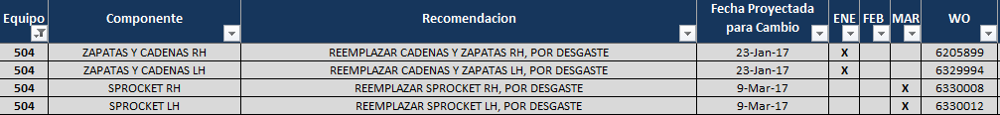 Equipo Componente Recomendacion Fecha Proyectada para Cambio ENE FEB MAR WO
504 ZAPATAS Y CADENAS RH REEMPLAZAR CADENAS Y ZAPATAS RH, POR DESGASTE 23-Jan-17 X 6205899
504 ZAPATAS Y CADENAS LH REEMPLAZAR CADENAS Y ZAPATAS LH, POR DESGASTE 23-Jan-17 X 6329994
504 SPROCKET RH REEMPLAZAR SPROCKET RH, POR DESGASTE 9-Mar-17 X 6330008
504 SPROCKET LH REEMPLAZAR SPROCKET LH, POR DESGASTE 9-Mar-17 X 6330012